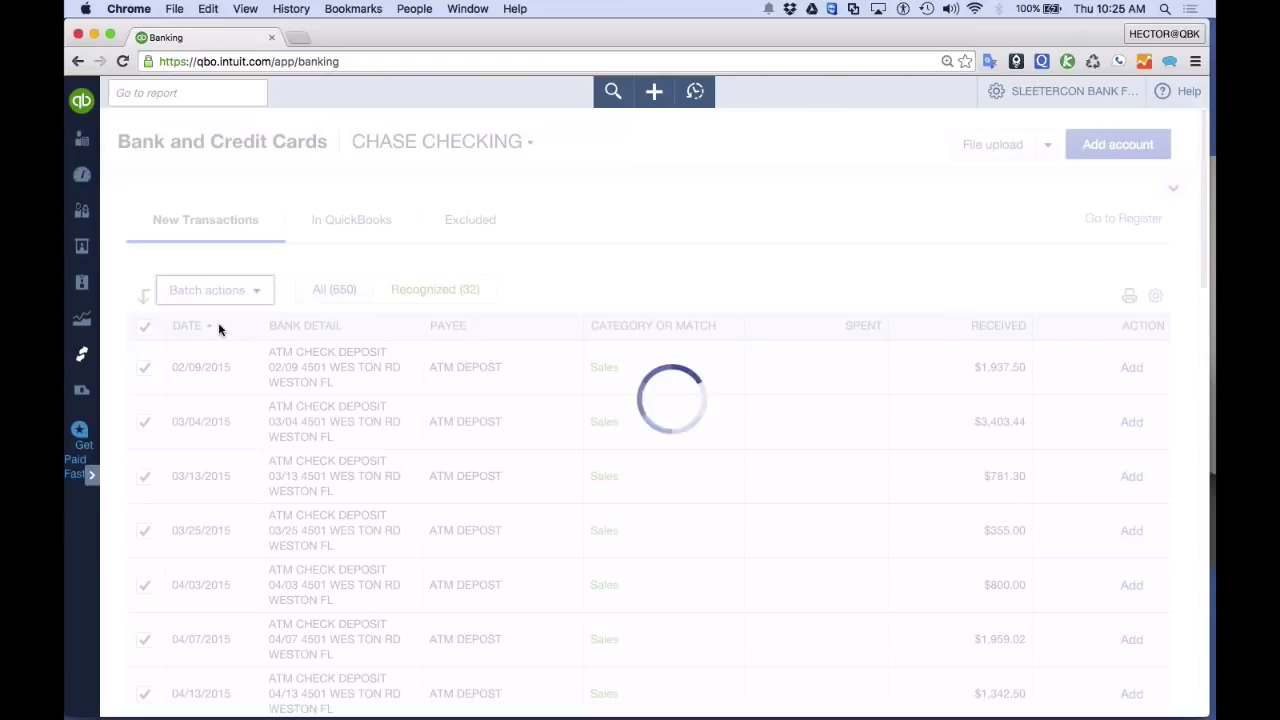 Chrome File Edit View History Bookmarks People Window Help 100% Thu 10:25 AM
Banking HECTOR@QBK
https://qbo.intuit.com/app/banking
qb Go to report SLEETERCON BANK F... Help
Bank and Credit Cards CHASE CHECKING File upload Add account
New Transactions In QuickBooks Excluded Go to Register
Batch actions All (650) Recognized (32)
DATE BANK DETAIL PAYEE CATEGORY OR MATCH SPENT RECEIVED ACTION
ATM CHECK DEPOSIT
02/09/2015 02/09 4501 WES TON RD ATM DEPOST Sales $1,937.50 Add
WESTON FL
ATM CHECK DEPOSIT
03/04/2015 03/04 4501 WES TON RD ATM DEPOST Sales $3,403.44 Add
WESTON FL
Get
Paid
Fast
ATM CHECK DEPOSIT
03/13/2015 03/13 4501 WES TON RD ATM DEPOST Sales $781.30 Add
WESTON FL
ATM CHECK DEPOSIT
03/25/2015 03/25 4501 WES TON RD ATM DEPOST Sales $355.00 Add
WESTON FL
ATM CHECK DEPOSIT
04/03/2015 04/03 4501 WES TON RD ATM DEPOST Sales $800.00 Add
WESTON FL
ATM CHECK DEPOSIT
04/07/2015 04/07 4501 WES TON RD ATM DEPOST Sales $1,959.02 Add
WESTON FL
ATM CHECK DEPOSIT
04/13/2015 04/13 4501 WES TON RD ATM DEPOST Sales $1,342.50 Add
WESTON FL